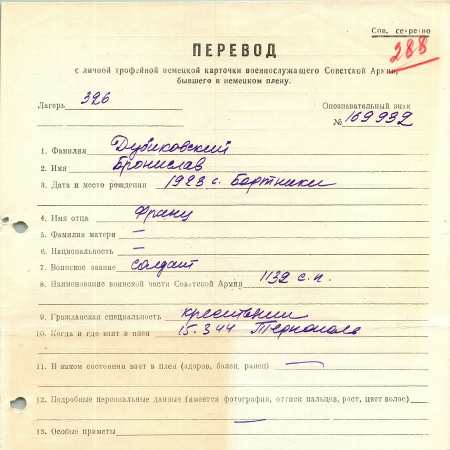 Сов. секретно
288
ПЕРЕВОД
с личной трофейной немецкой карточки военнослужащего Советской Армии,
бывшего в немецком плену.
Лагерь 326
Опознавательный знак
№ 169932
1. Фамилия Дубиковский
2. Имя Бронислав
3. Дата и место рождения 1923 с. Бортники
4. Имя отца Франц
5. Фамилия матери —
6. Национальность —
7. Воинское звание солдат
8. Наименование воинской части Советской Армии 1132 с.п.
9. Гражданская специальность крестьянин
10. Когда и где взят в плен 15.3.44 Тернополь
11. В каком состоянии взят в плен (здоров, болен, ранен) —
12. Подробные персональные данные (имеется фотография, оттиск пальцев, рост, цвет волос)
—
13. Особые приметы